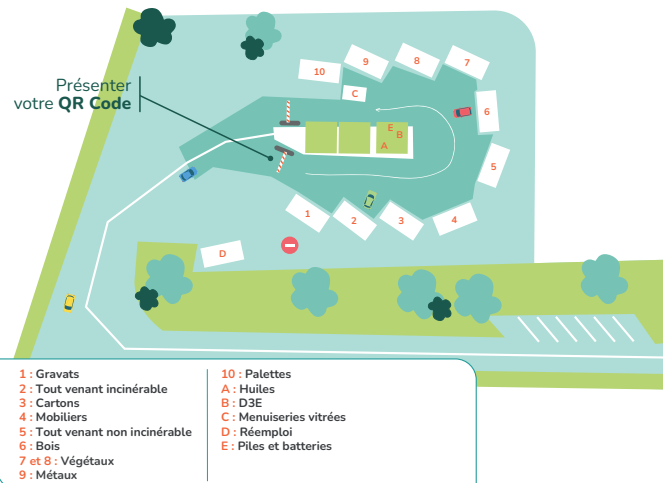 Présenter
votre QR Code
10
9
8
7
C
6
E
B
A
5
1
2
3
4
D
1 : Gravats
2 : Tout venant incinérable
3 : Cartons
4 : Mobiliers
5 : Tout venant non incinérable
6 : Bois
7 et 8 : Végétaux
9 : Métaux
10 : Palettes
A : Huiles
B : D3E
C : Menuiseries vitrées
D : Réemploi
E : Piles et batteries